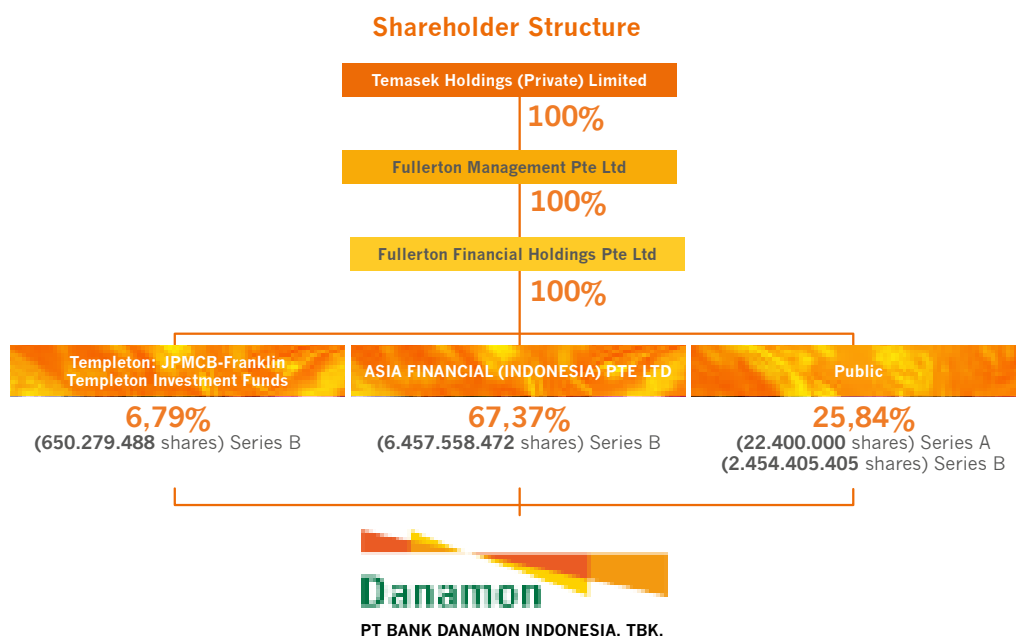 Shareholder Structure
Temasek Holdings (Private) Limited
100%
Fullerton Management Pte Ltd
100%
Fullerton Financial Holdings Pte Ltd
100%
Templeton: JPMCB-Franklin
Templeton Investment Funds
6,79%
(650.279.488 shares) Series B
ASIA FINANCIAL (INDONESIA) PTE LTD
67,37%
(6.457.558.472 shares) Series B
Public
25,84%
(22.400.000 shares) Series A
(2.454.405.405 shares) Series B
Danamon
PT BANK DANAMON INDONESIA. TBK.